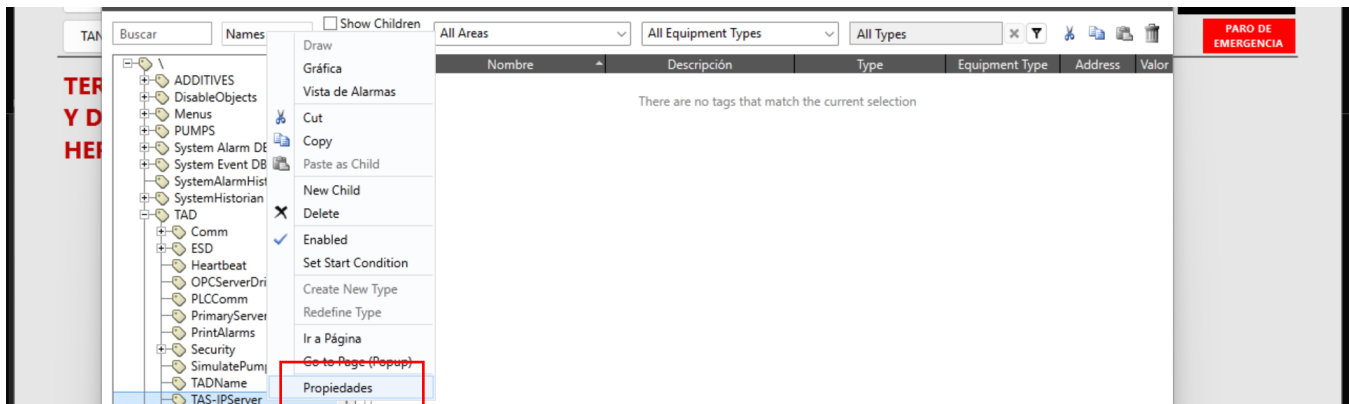 TAN
Buscar
Names
Show Children
All Areas
All Equipment Types
All Types
PARO DE
EMERGENCIA
TER
Y D
HER
Nombre
Descripción
Type
Equipment Type
Address
Valor
There are no tags that match the current selection
\
ADDITIVES
DisableObjects
Menus
PUMPS
System Alarm DB
System Event DB
SystemAlarmHist
SystemHistorian
TAD
Comm
ESD
Heartbeat
OPCServerDri
PLCComm
PrimaryServer
PrintAlarms
Security
SimulatePump
TADName
TAS-IPServer
Draw
Gráfica
Vista de Alarmas
Cut
Copy
Paste as Child
New Child
Delete
Enabled
Set Start Condition
Create New Type
Redefine Type
Ir a Página
Go to Page (Popup)
Propiedades